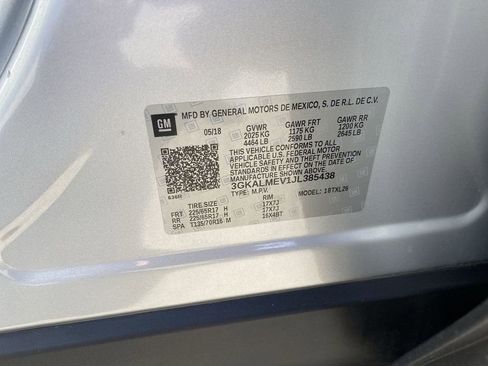 GM
MFD BY GENERAL MOTORS DE MEXICO, S. DE R.L. DE C.V.
05/18 GVWR GAWR FRT GAWR RR
2025 KG 1175 KG 1200 KG
4464 LB 2590 LB 2645 LB
THIS VEHICLE CONFORMS TO ALL APPLICABLE
U.S. FEDERAL MOTOR VEHICLE
SAFETY AND THEFT PREVENTION
STANDARDS IN EFFECT ON THE DATE OF
MANUFACTURE SHOWN ABOVE.
3GKALMEV1JL385438
TYPE: M.P.V. MODEL: 18TXL26
TIRE SIZE RIM
FRT 225/65R17 H 17X7J
RR 225/65R17 H 17X7J
SPA T135/70R16 M 16X4BT